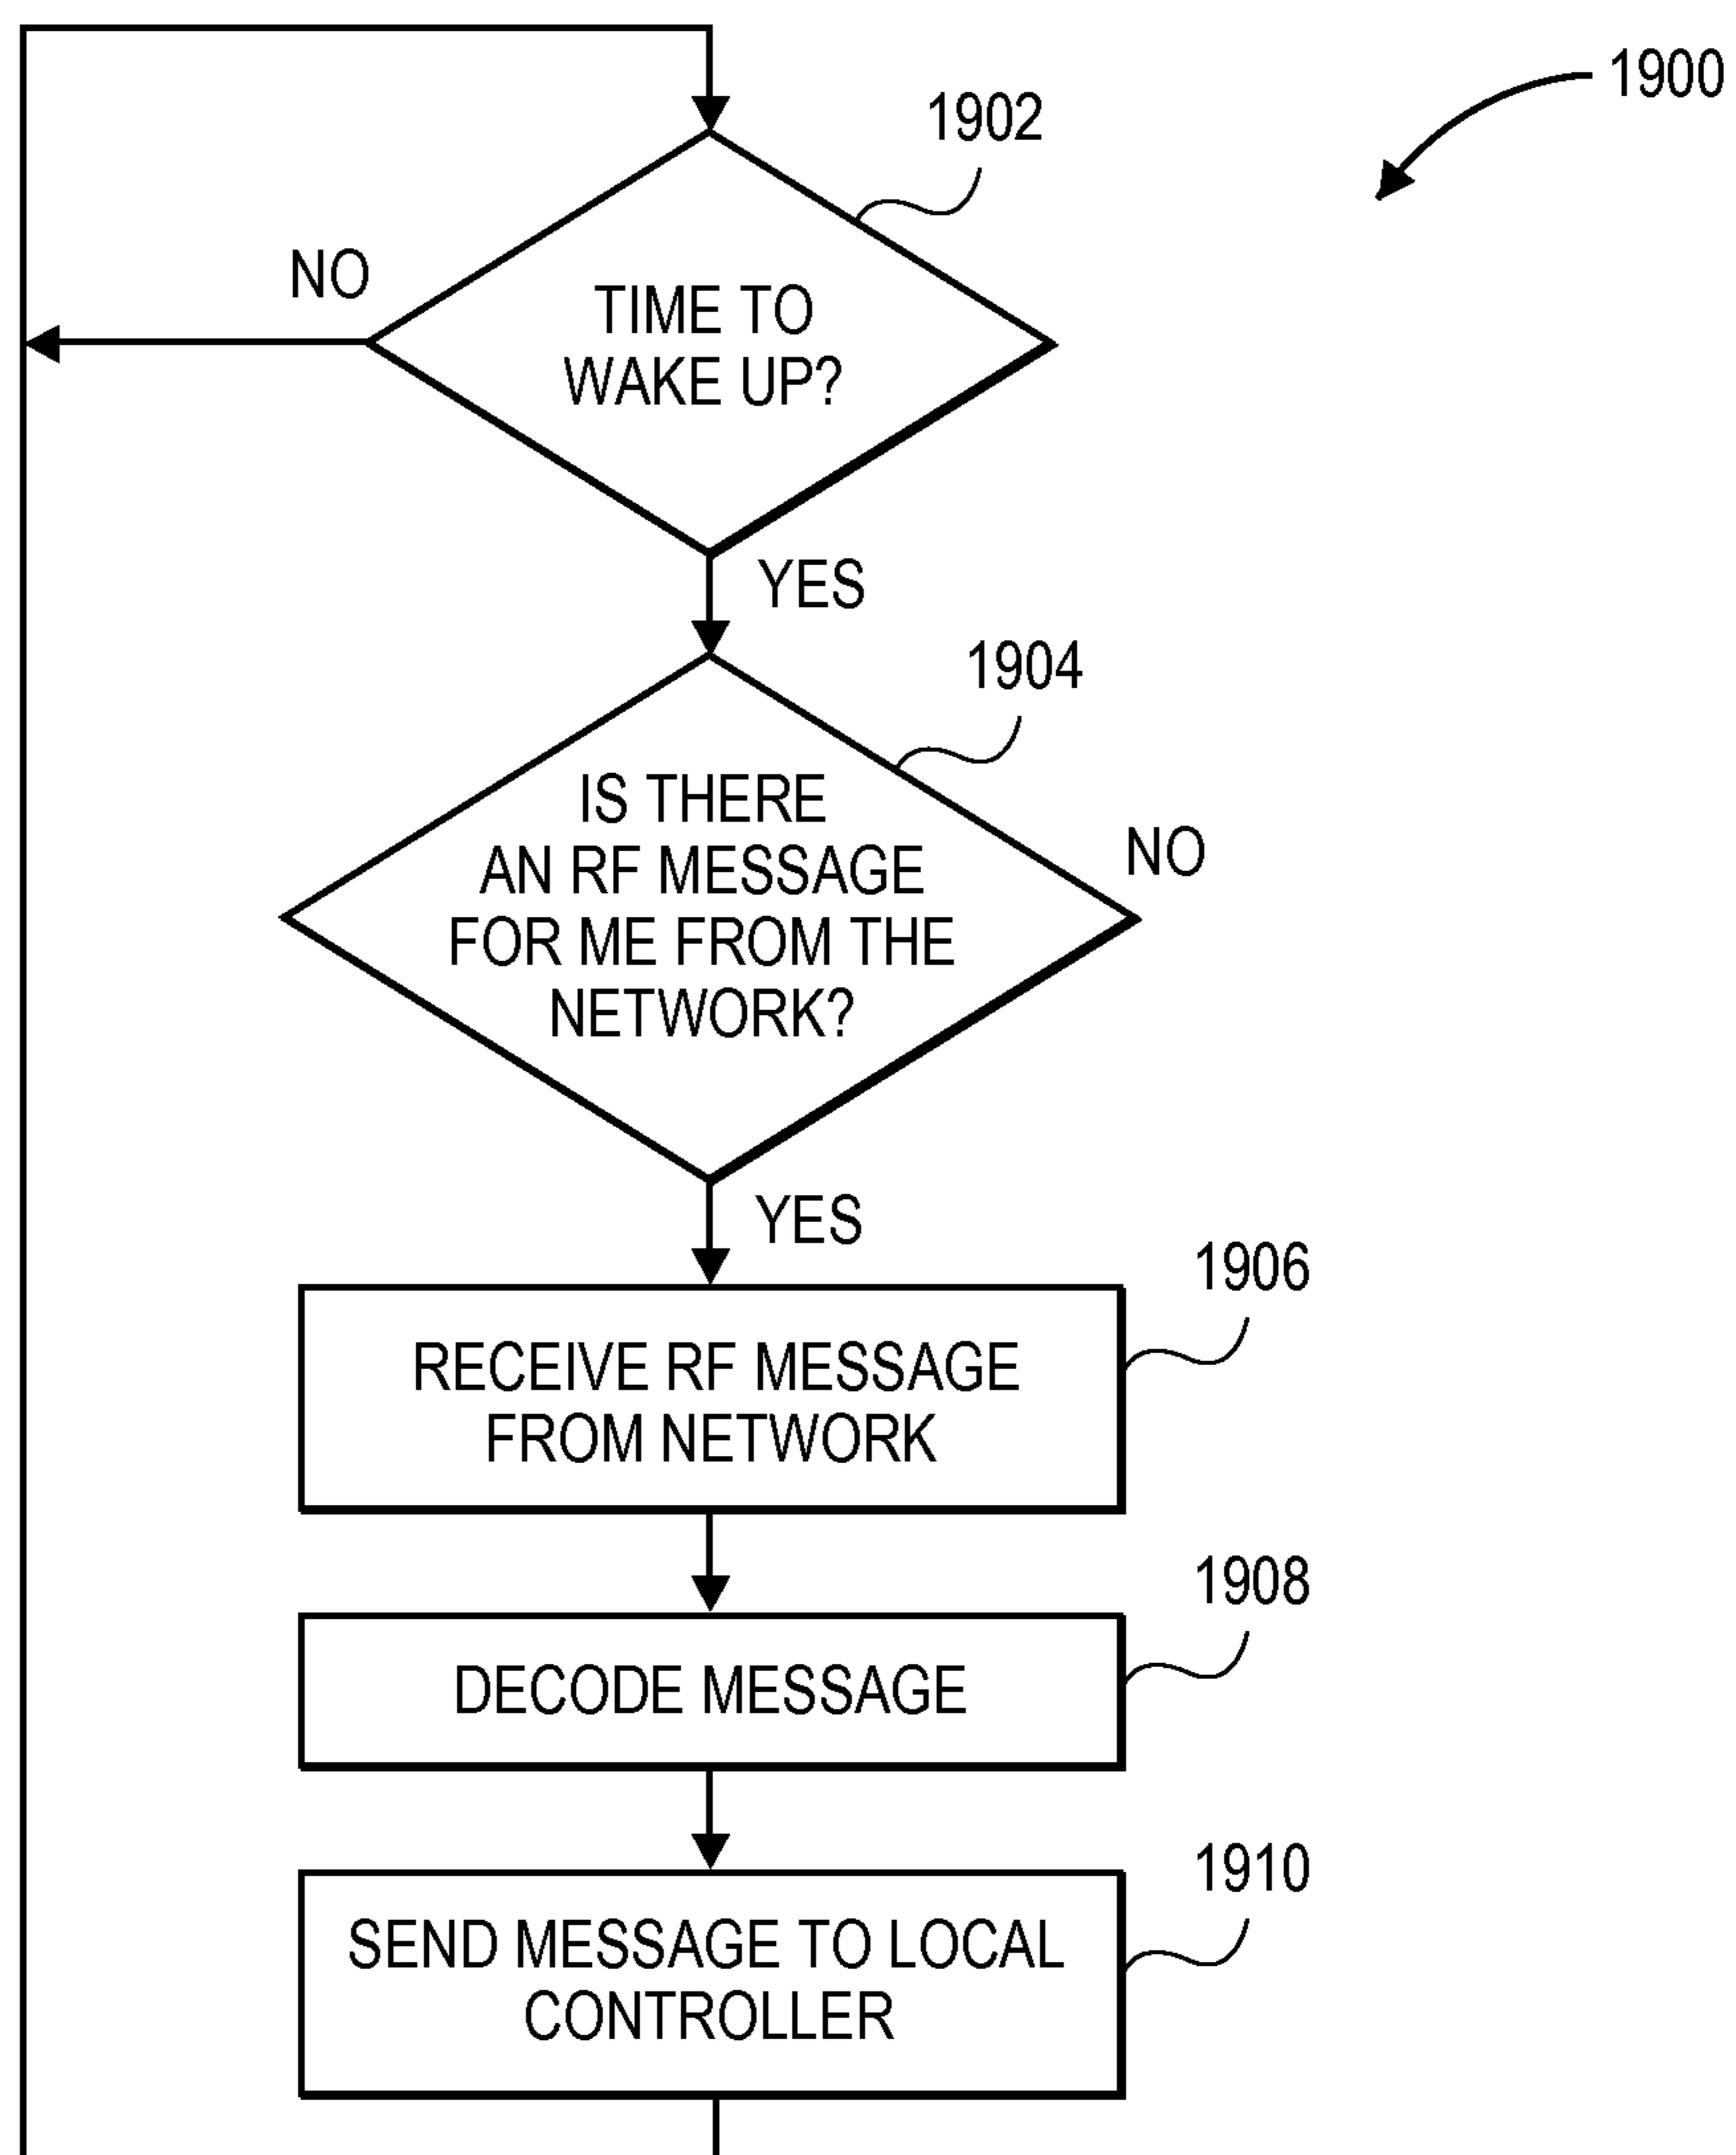 1900
1902
NO
TIME TO
WAKE UP?
YES
1904
IS THERE
AN RF MESSAGE
FOR ME FROM THE
NETWORK?
NO
YES
1906
RECEIVE RF MESSAGE
FROM NETWORK
1908
DECODE MESSAGE
1910
SEND MESSAGE TO LOCAL
CONTROLLER